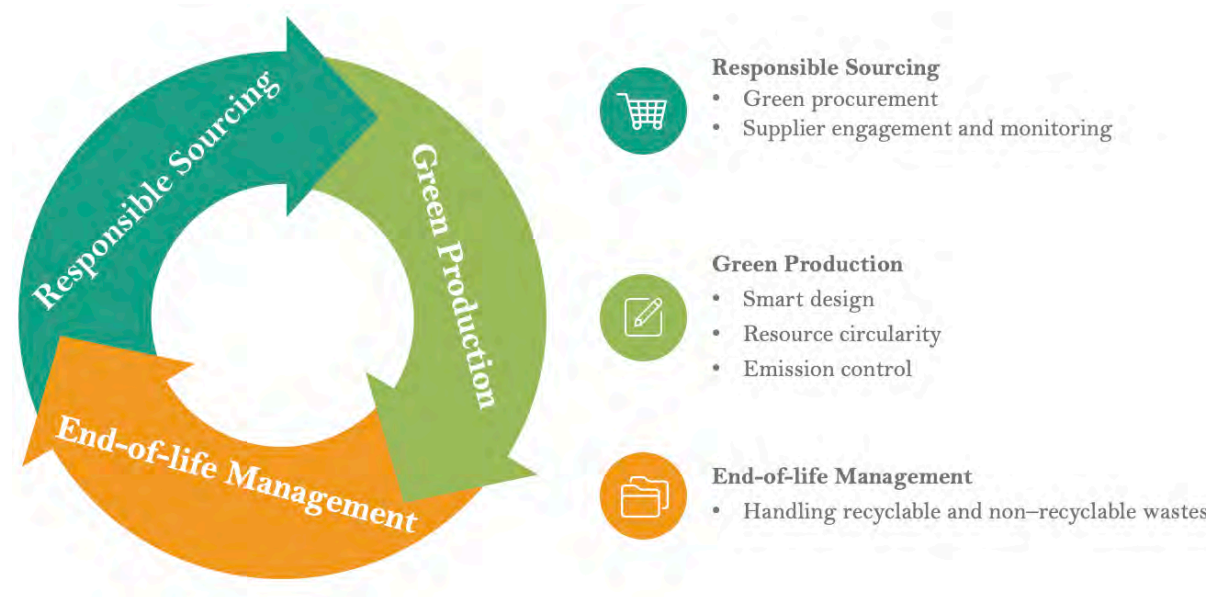 Responsible Sourcing
Green Production
End-of-life Management
Responsible Sourcing
• Green procurement
• Supplier engagement and monitoring
Green Production
• Smart design
• Resource circularity
• Emission control
End-of-life Management
• Handling recyclable and non–recyclable wastes